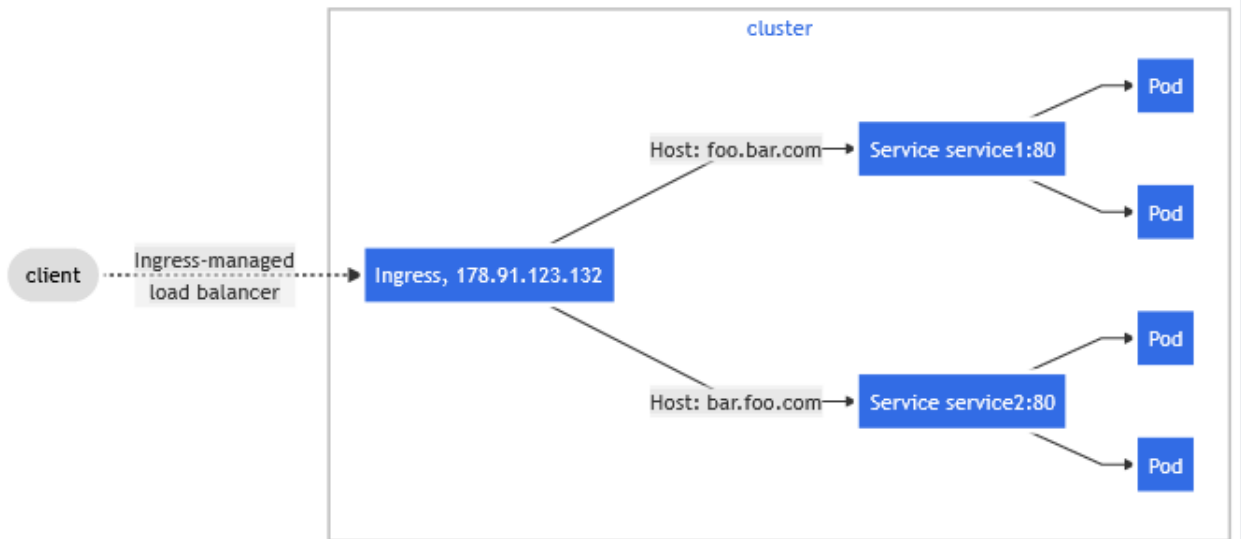 cluster
Pod
Host: foo.bar.com
Service service1:80
Pod
client
Ingress-managed
load balancer
Ingress, 178.91.123.132
Pod
Host: bar.foo.com
Service service2:80
Pod